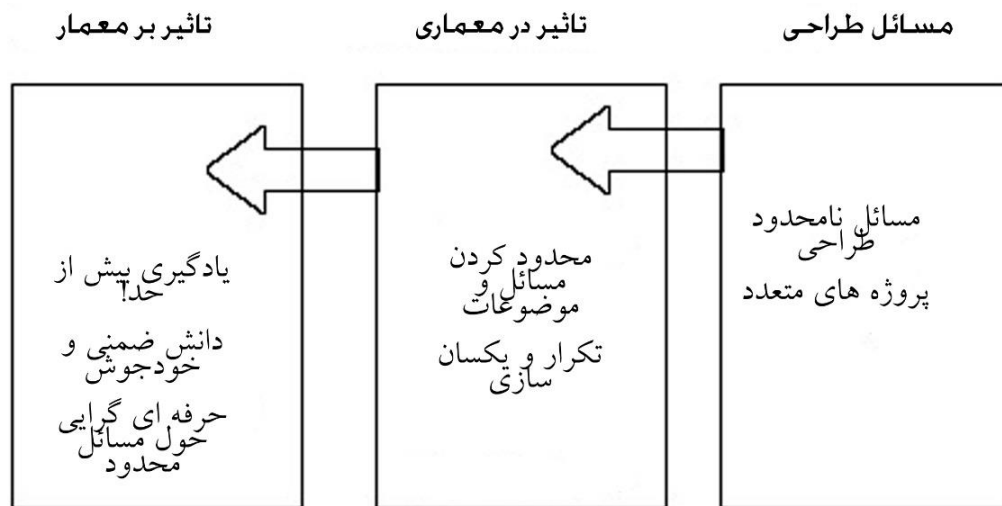 مسائل طراحی
تاثیر در معماری
تاثیر بر معمار
مسائل نامحدود
طراحی
پروژه های متعدد
محدود کردن
مسائل و
موضوعات
تکرار و یکسان
سازی
یادگیری بیش از
حد!
دانش ضمنی و
خودجوش
حرفه ای گرایی
حول مسائل
محدود